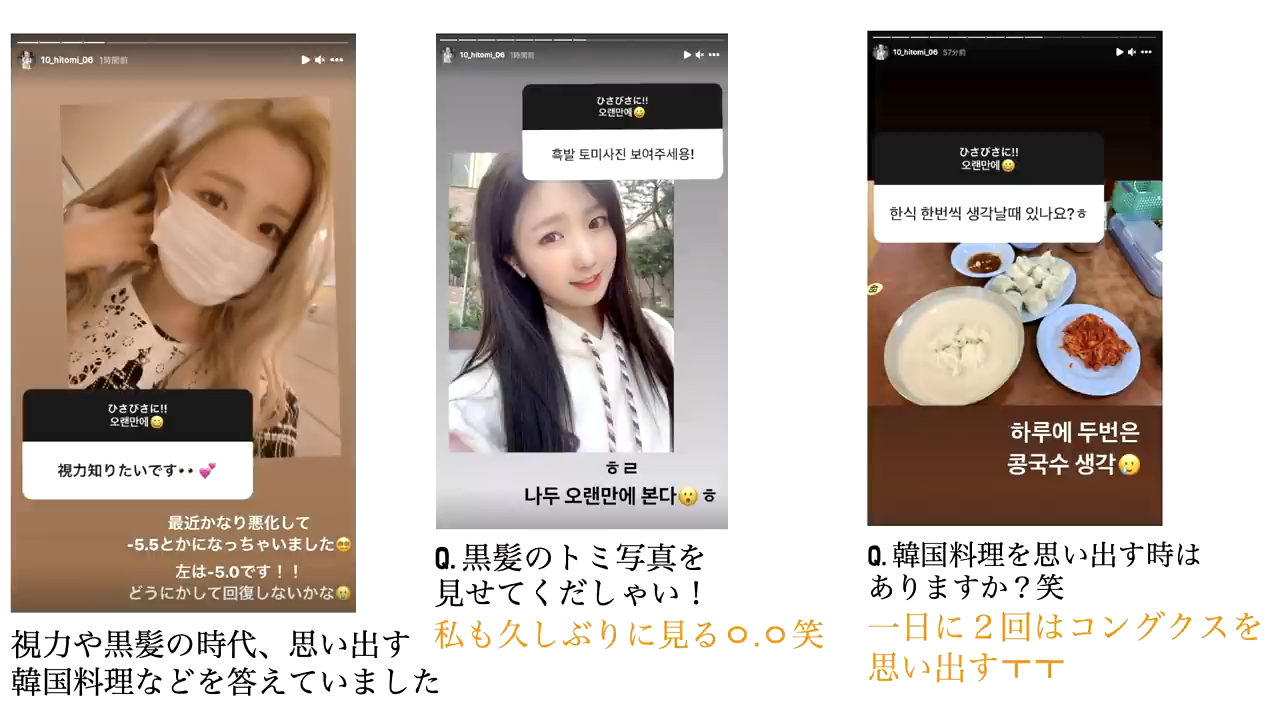 10_hitomi_06 1時間前
ひさびさに!!
오랜만에😀
視力知りたいです👀💕
最近かなり悪化して
-5.5とかになっちゃいました😎
左は-5.0です！！
どうにかして回復しないかな😢
視力や黒髪の時代、思い出す
韓国料理などを答えていました
10_hitomi_06 1時間前
ひさびさに!!
오랜만에😀
흑발 토미사진 보여주세용!
ㅎㄹ
나두 오랜만에 본다😮ㅎ
Q. 黒髪のトミ写真を
見せてくだしゃい！
私も久しぶりに見るㅇ.ㅇ笑
10_hitomi_06 57分前
ひさびさに!!
오랜만에😀
한식 한번씩 생각날때 있나요?ㅎ
하루에 두번은
콩국수 생각🥲
Q. 韓国料理を思い出す時は
ありますか？笑
一日に２回はコングクスを
思い出すㅜㅜ